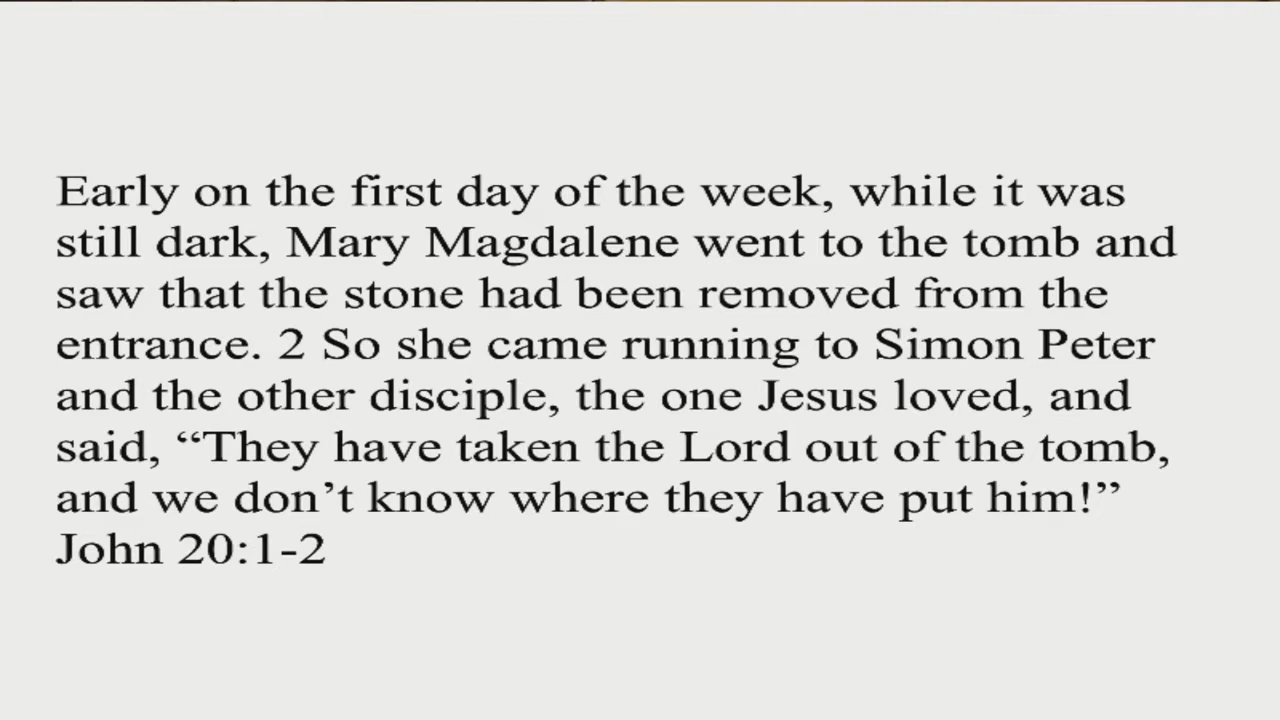 Early on the first day of the week, while it was
still dark, Mary Magdalene went to the tomb and
saw that the stone had been removed from the
entrance. 2 So she came running to Simon Peter
and the other disciple, the one Jesus loved, and
said, “They have taken the Lord out of the tomb,
and we don’t know where they have put him!”
John 20:1-2